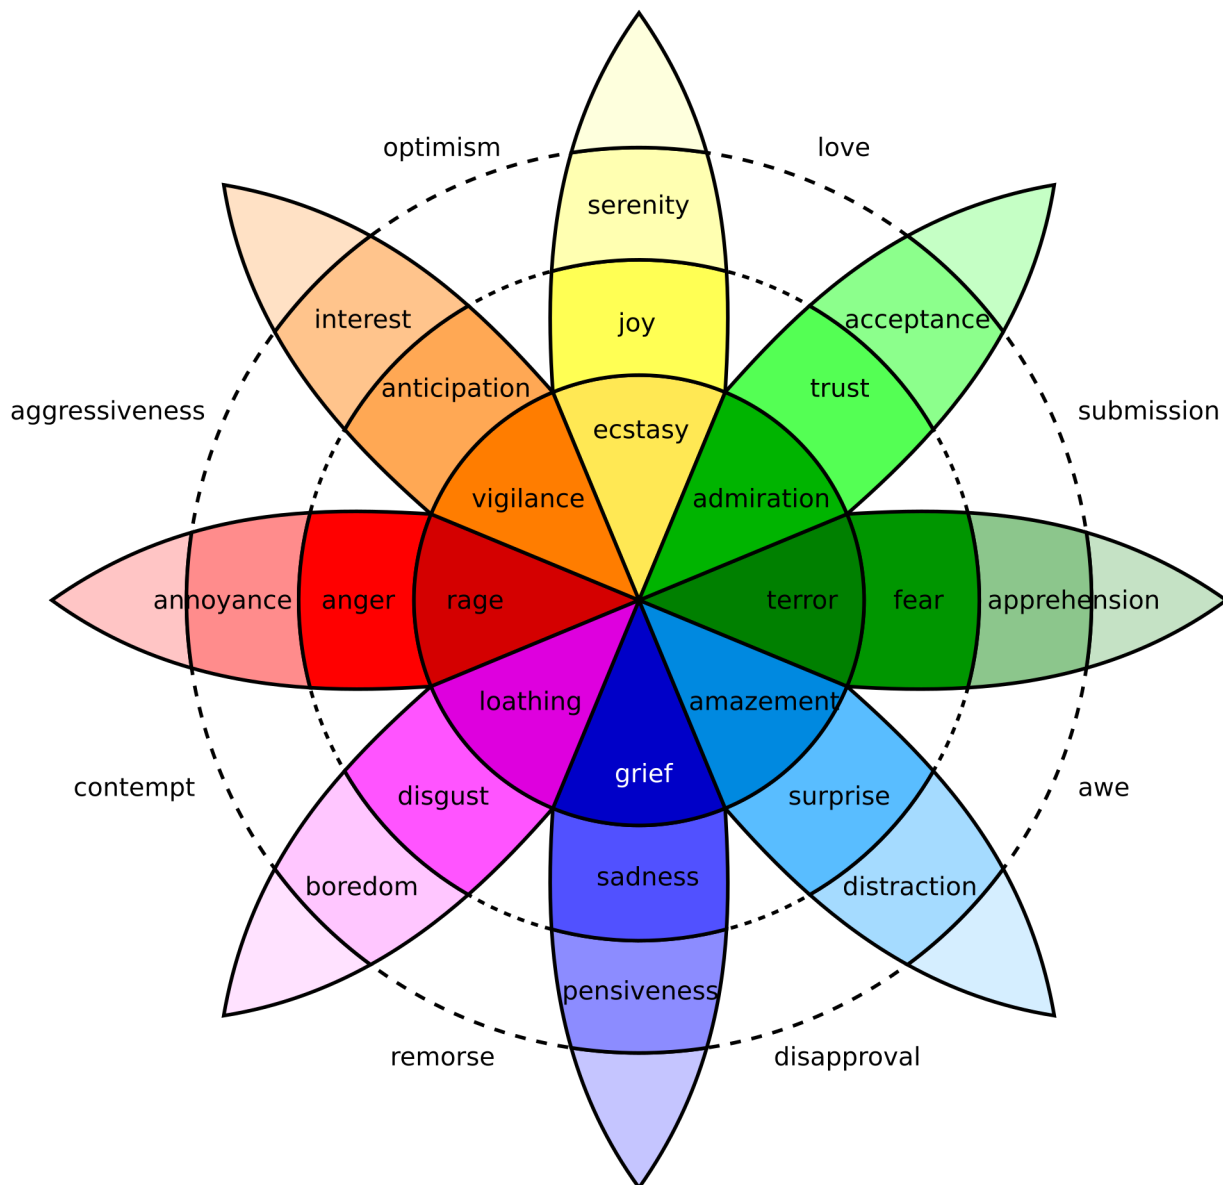 optimism
love
serenity
interest
acceptance
joy
anticipation
trust
aggressiveness
submission
ecstasy
vigilance
admiration
annoyance
anger
rage
terror
fear
apprehension
loathing
amazement
grief
contempt
awe
disgust
surprise
sadness
boredom
distraction
pensiveness
remorse
disapproval